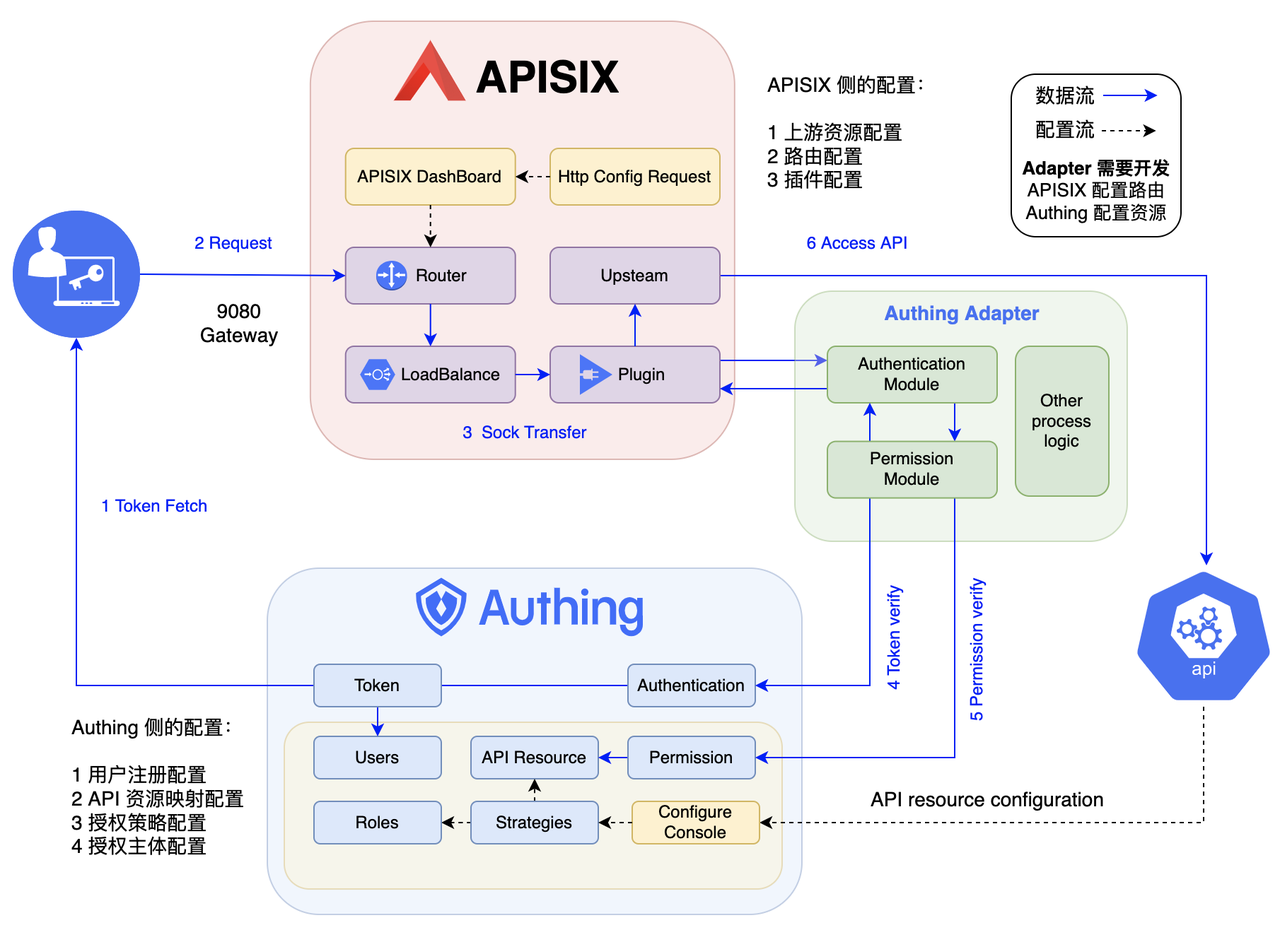 APISIX
APISIX 侧的配置：
1 上游资源配置
2 路由配置
3 插件配置
数据流
配置流
Adapter 需要开发
APISIX 配置路由
Authing 配置资源
APISIX DashBoard
Http Config Request
2 Request
9080
Gateway
Router
Upsteam
6 Access API
LoadBalance
Plugin
3 Sock Transfer
Authing Adapter
Authentication
Module
Permission
Module
Other
process
logic
1 Token Fetch
4 Token verify
5 Permission verify
api
Authing
Token
Authentication
Users
API Resource
Permission
Roles
Strategies
Configure
Console
Authing 侧的配置：
1 用户注册配置
2 API 资源映射配置
3 授权策略配置
4 授权主体配置
API resource configuration